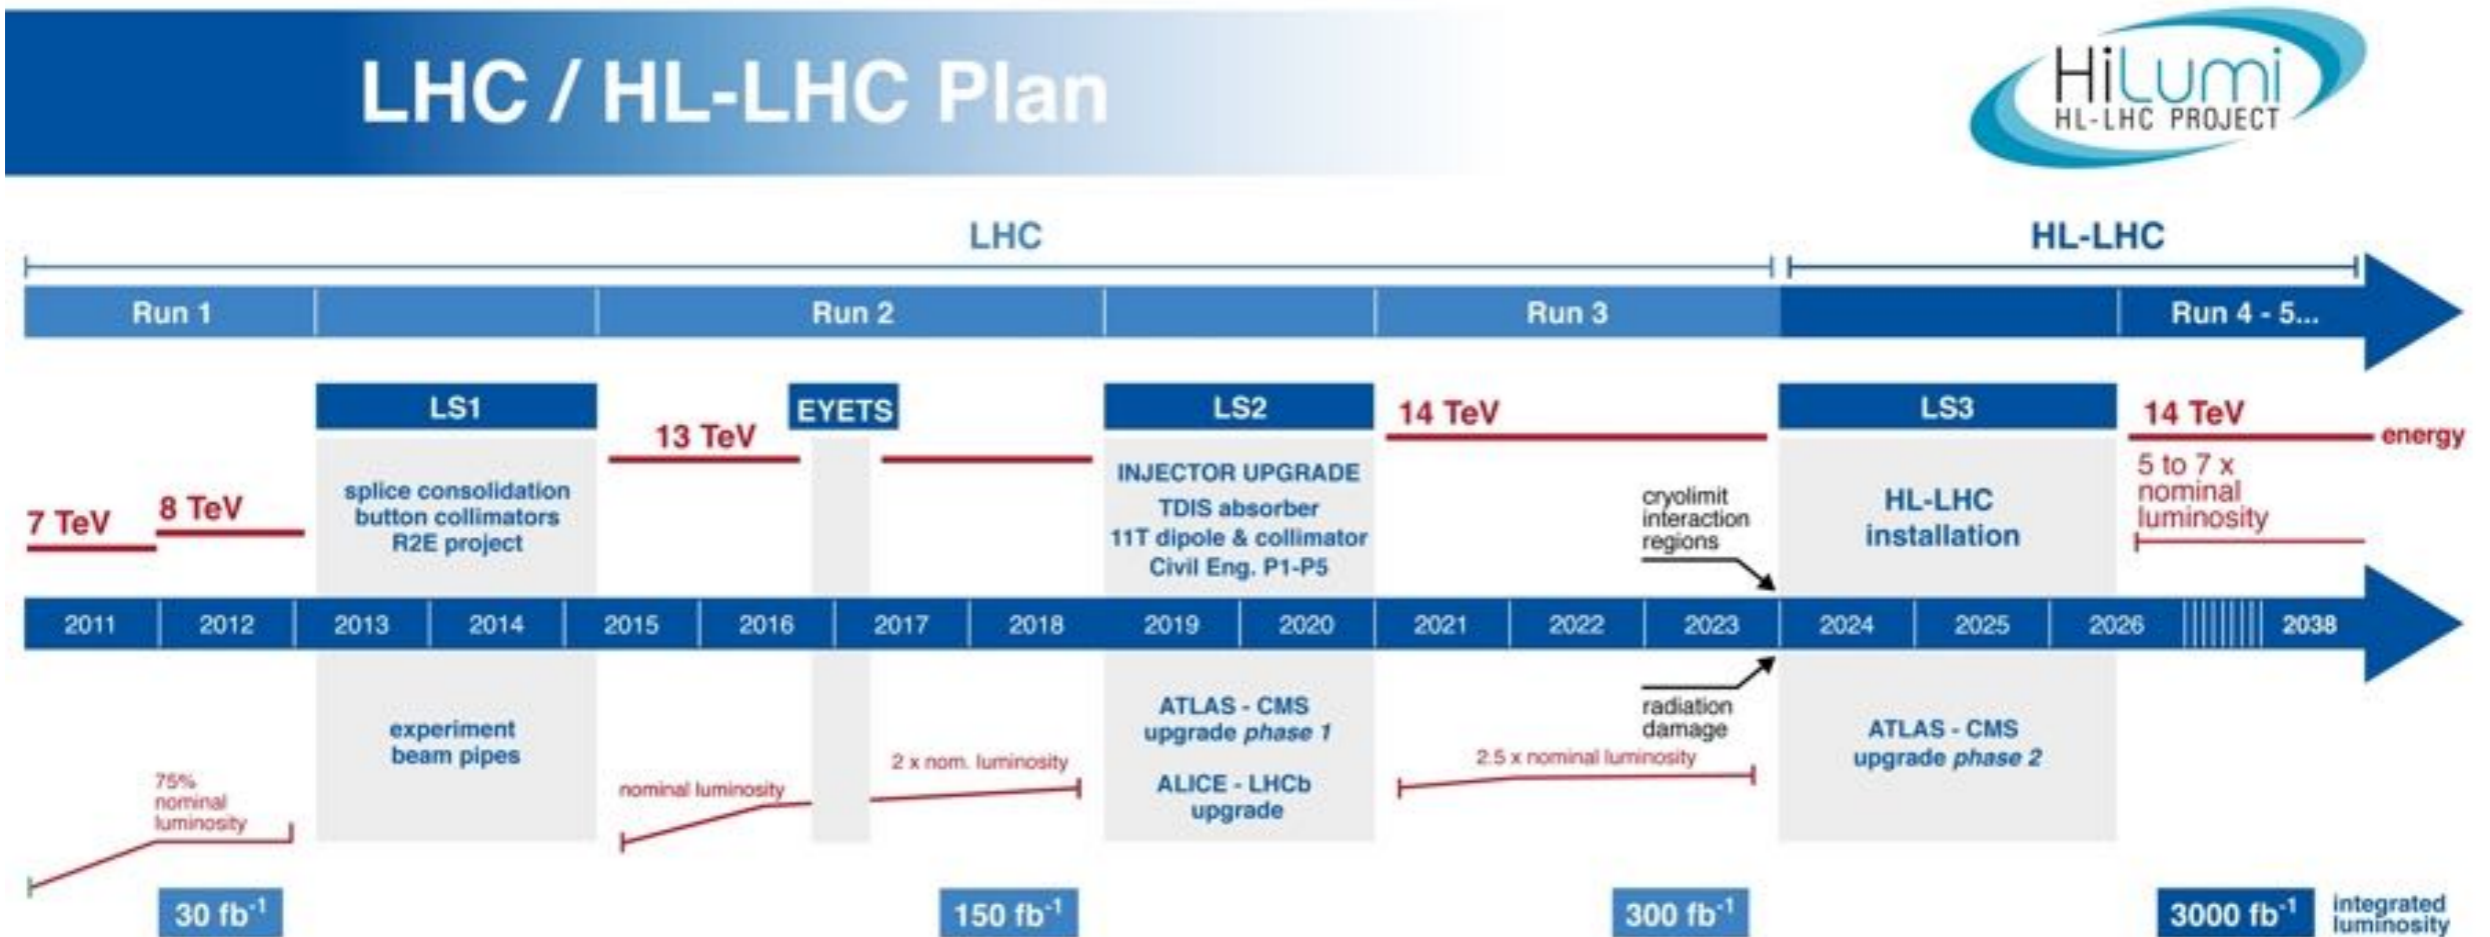 LHC / HL-LHC Plan
HiLumi
HL-LHC PROJECT
LHC
HL-LHC
Run 1
Run 2
Run 3
Run 4 - 5...
LS1
EYETS
LS2
LS3
7 TeV
8 TeV
13 TeV
14 TeV
14 TeV
energy
splice consolidation
button collimators
R2E project
INJECTOR UPGRADE
TDIS absorber
11T dipole & collimator
Civil Eng. P1-P5
cryolimit
interaction
regions
HL-LHC
installation
5 to 7 x
nominal
luminosity
2011
2012
2013
2014
2015
2016
2017
2018
2019
2020
2021
2022
2023
2024
2025
2026
2038
75%
nominal
luminosity
experiment
beam pipes
nominal luminosity
2 x nom. luminosity
ATLAS - CMS
upgrade phase 1
ALICE - LHCb
upgrade
2.5 x nominal luminosity
radiation
damage
ATLAS - CMS
upgrade phase 2
30 fb⁻¹
150 fb⁻¹
300 fb⁻¹
3000 fb⁻¹
integrated
luminosity